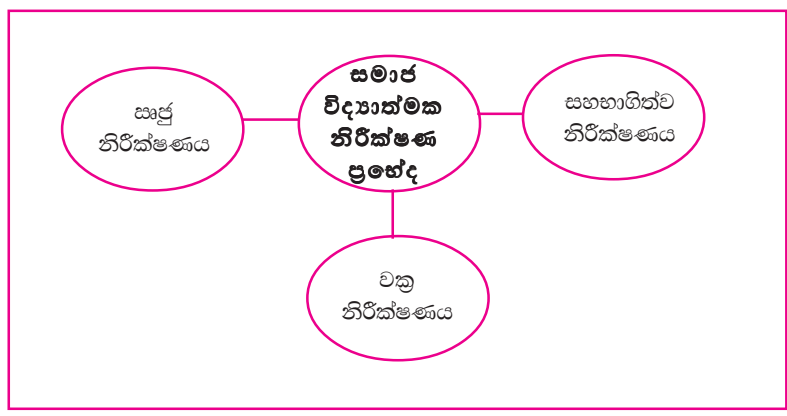 සමාජ
විද්‍යාත්මක
නිරීක්ෂණ
ප්‍රභේද
ඍජු
නිරීක්ෂණය
සහභාගිත්ව
නිරීක්ෂණය
වක්‍ර
නිරීක්ෂණය